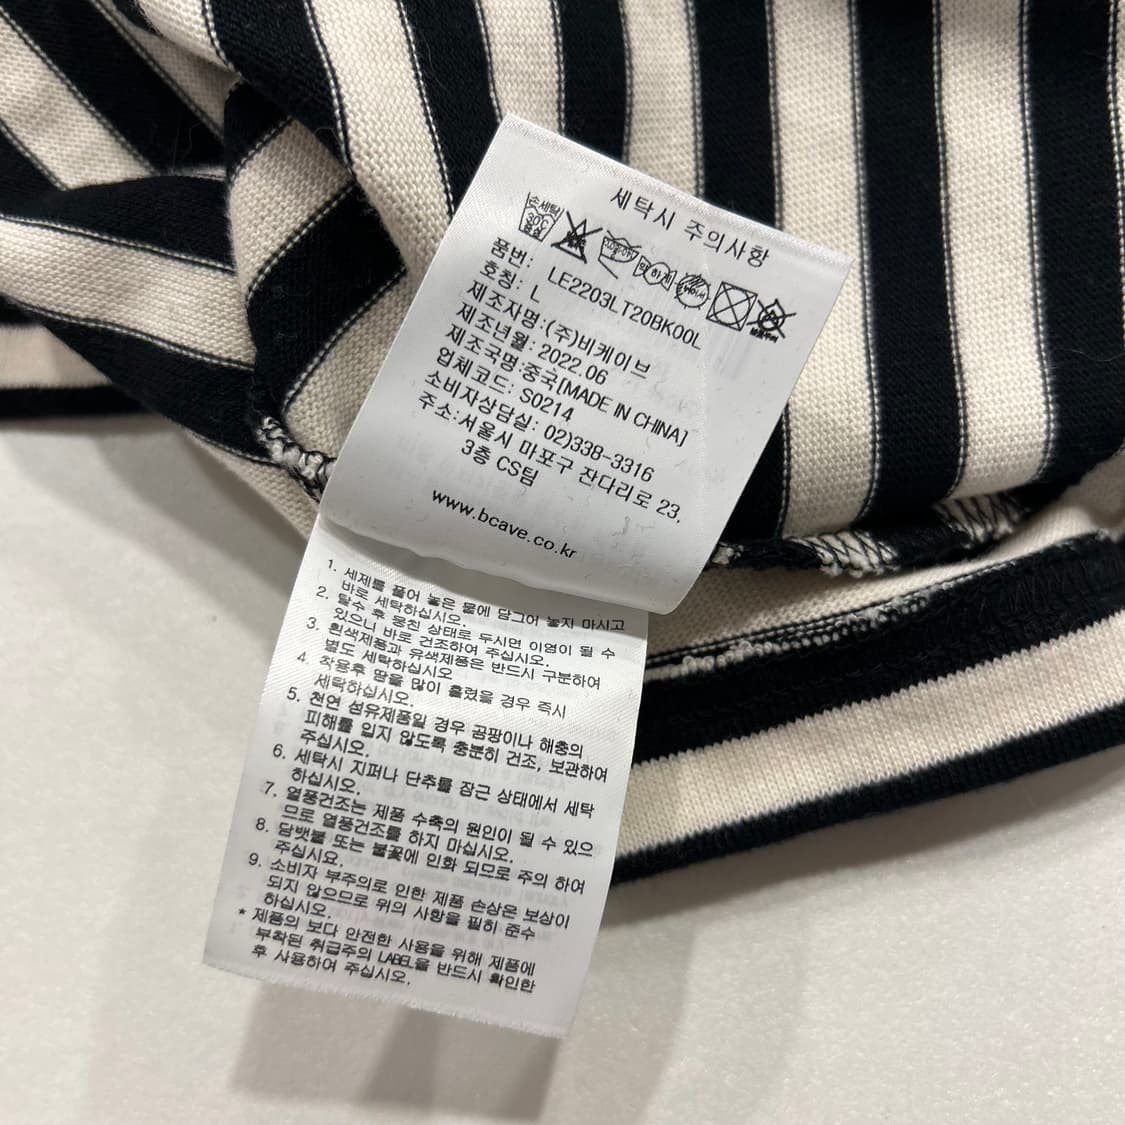 세탁시 주의사항
손세탁
30℃
중성
약하게
품번: LE2203LT20BK00L
호칭: L
제조자명:(주)비케이브
제조년월: 2022.06
제조국명:중국[MADE IN CHINA]
업체코드: S0214
소비자상담실: 02)338-3316
주소:서울시 마포구 잔다리로 23,
3층 CS팀
www.bcave.co.kr
1. 세제를 풀어 놓은 물에 담그어 놓지 마시고
바로 세탁하십시오.
2. 탈수 후 뭉친 상태로 두시면 이염이 될 수
있으니 바로 건조하여 주십시오.
3. 흰색제품과 유색제품은 반드시 구분하여
별도 세탁하십시오
4. 착용후 땀을 많이 흘렸을 경우 즉시
세탁하십시오.
5. 천연 섬유제품일 경우 곰팡이나 해충의
피해를 입지 않도록 충분히 건조, 보관하여
주십시오.
6. 세탁시 지퍼나 단추를 잠근 상태에서 세탁
하십시오.
7. 열풍건조는 제품 수축의 원인이 될 수 있으
므로 열풍건조를 하지 마십시오.
8. 담뱃불 또는 불꽃에 인화 되므로 주의 하여
주십시요.
9. 소비자 부주의로 인한 제품 손상은 보상이
되지 않으므로 위의 사항을 필히 준수
하십시오.
* 제품의 보다 안전한 사용을 위해 제품에
부착된 취급주의 LABEL을 반드시 확인한
후 사용하여 주십시오.